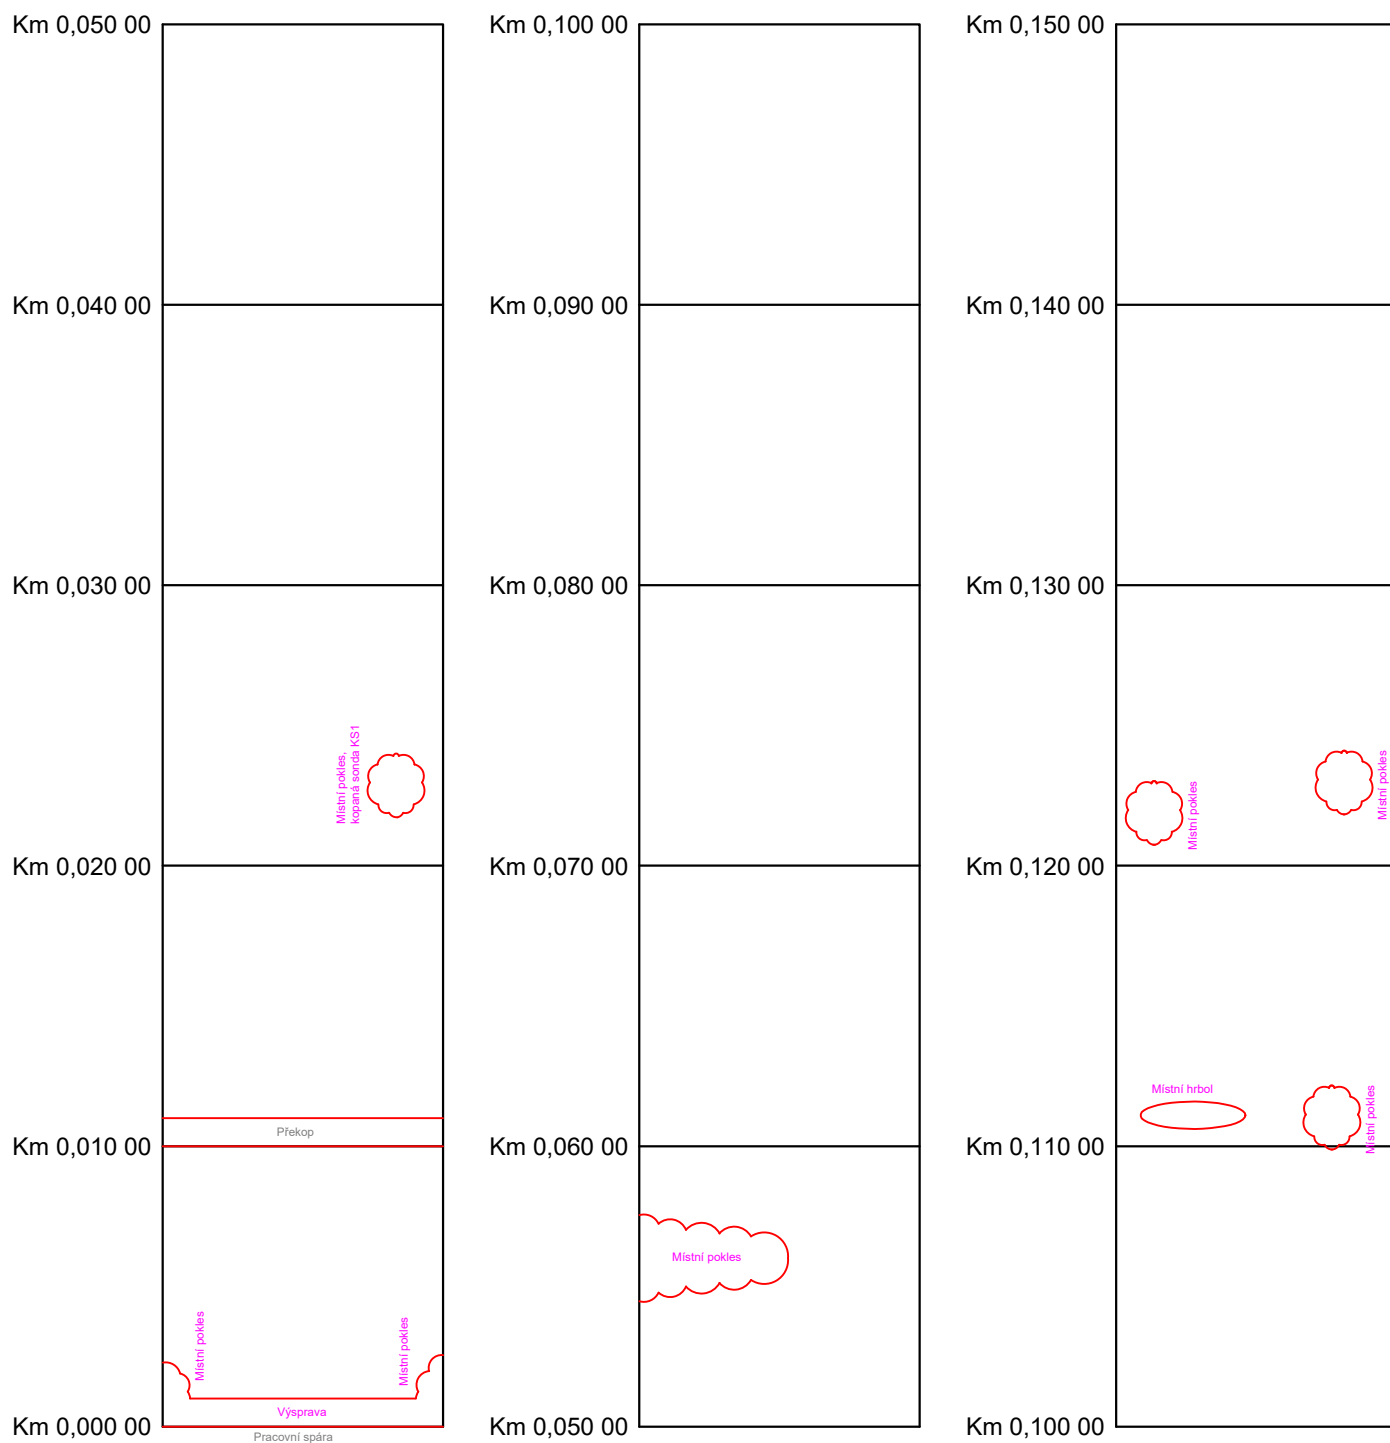 Km 0,050 00
Km 0,040 00
Km 0,030 00
Místní pokles,
kopaná sonda KS1
Km 0,020 00
Překop
Km 0,010 00
Místní pokles
Místní pokles
Výsprava
Km 0,000 00
Pracovní spára
Km 0,100 00
Km 0,090 00
Km 0,080 00
Km 0,070 00
Km 0,060 00
Místní pokles
Km 0,050 00
Km 0,150 00
Km 0,140 00
Km 0,130 00
Místní pokles
Místní pokles
Km 0,120 00
Místní hrbol
Místní pokles
Km 0,110 00
Km 0,100 00